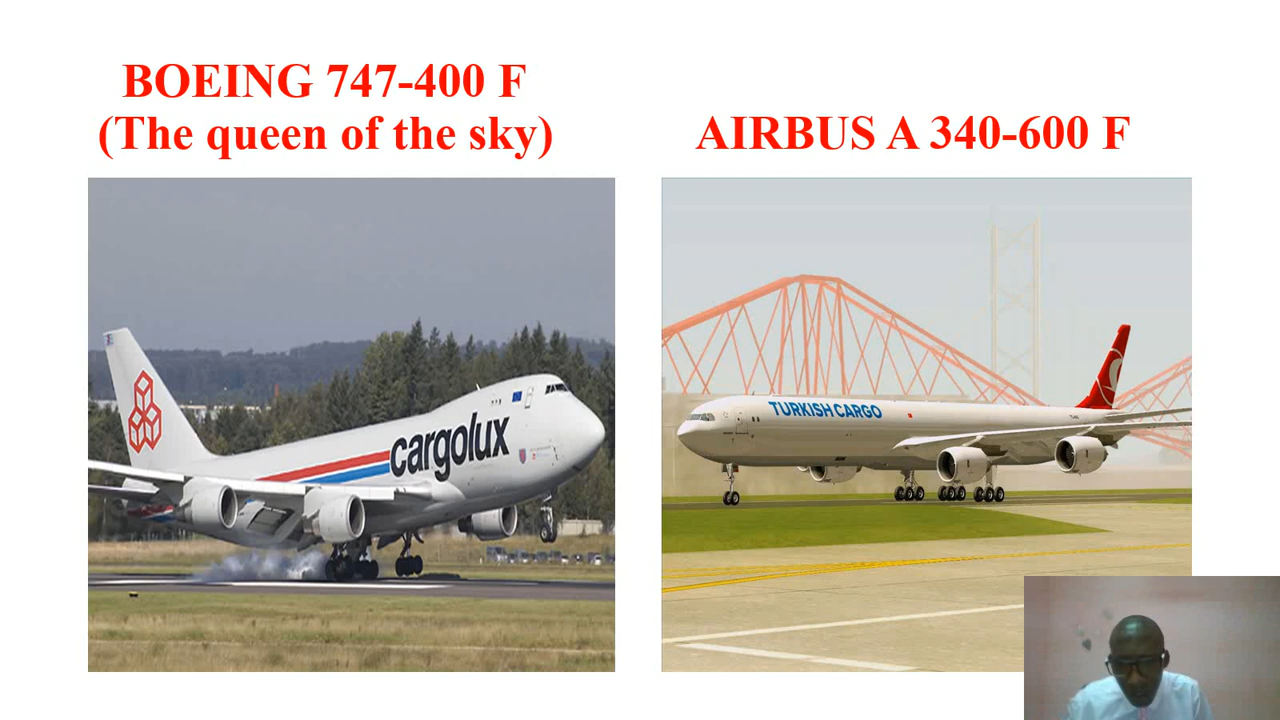 BOEING 747-400 F
(The queen of the sky)
AIRBUS A 340-600 F
cargolux
TURKISH CARGO